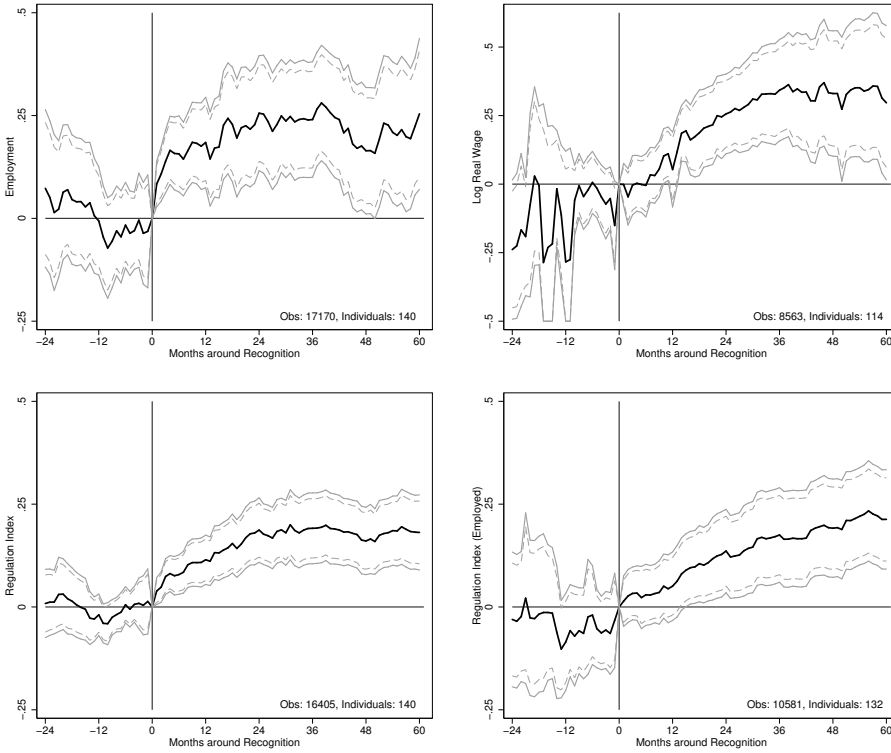 Employment
.5
.25
0
-.25
Obs: 17170, Individuals: 140
−24 −12 0 12 24 36 48 60
Months around Recognition
Log Real Wage
.5
.25
0
-.25
-.5
Obs: 8563, Individuals: 114
−24 −12 0 12 24 36 48 60
Months around Recognition
Regulation Index
.5
.25
0
-.25
Obs: 16405, Individuals: 140
−24 −12 0 12 24 36 48 60
Months around Recognition
Regulation Index (Employed)
.5
.25
0
-.25
Obs: 10581, Individuals: 132
−24 −12 0 12 24 36 48 60
Months around Recognition